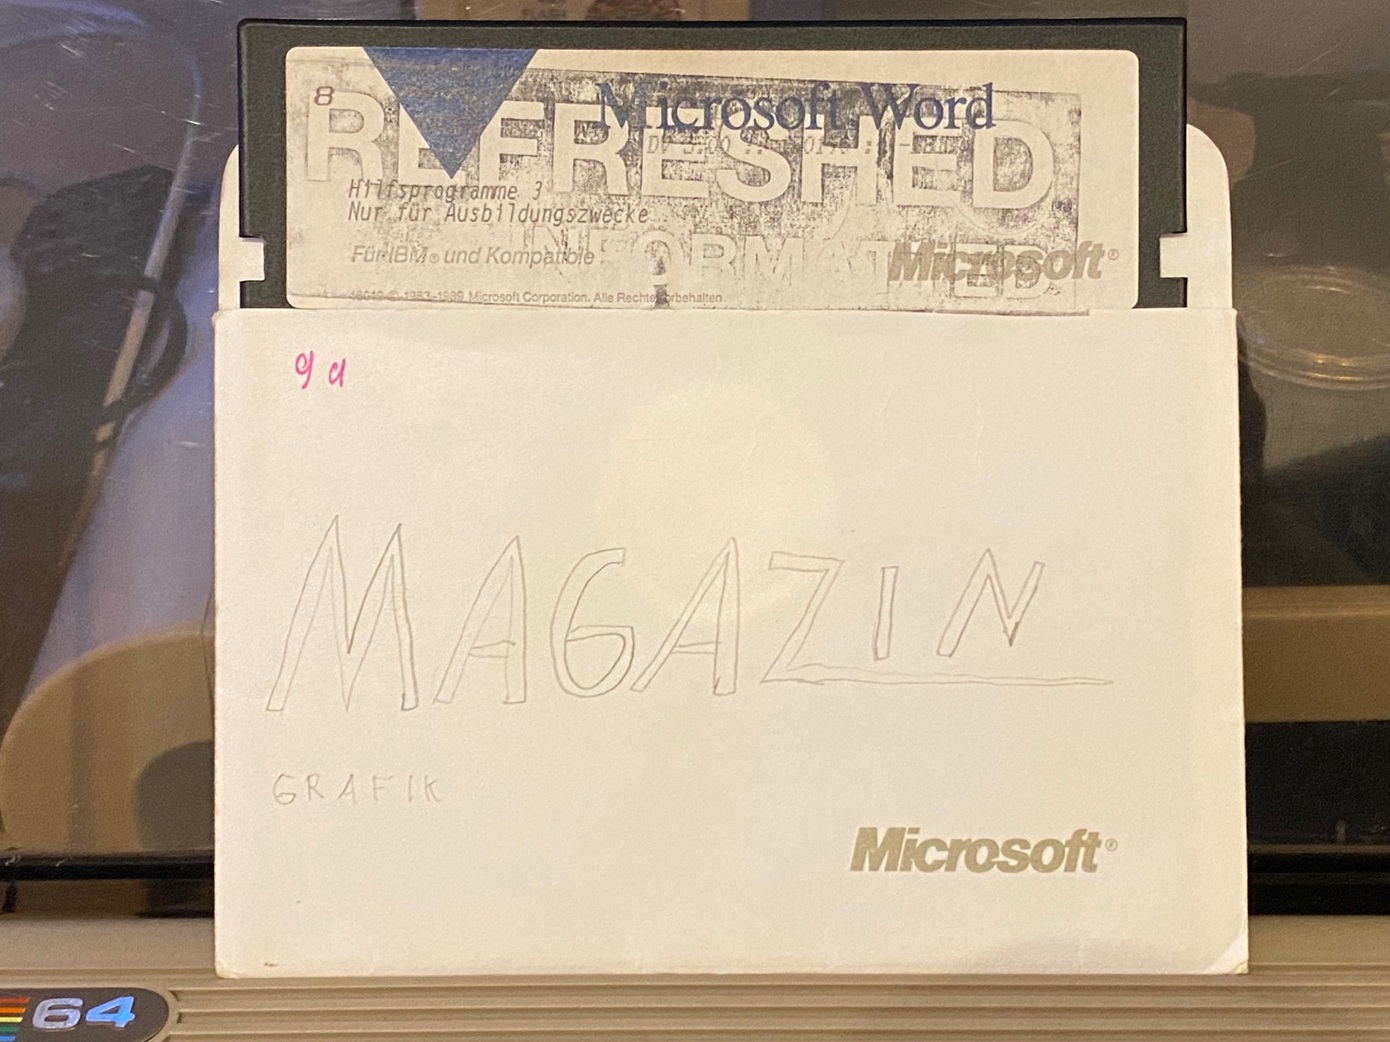 8
Microsoft Word
REFRESHED
Hilfsprogramme 3
Nur für Ausbildungszwecke
Für IBM® und Kompatible
INFORMAT
Microsoft®
© 1983-1989 Microsoft Corporation. Alle Rechte vorbehalten
9a
MAGAZIN
GRAFIK
Microsoft®
64